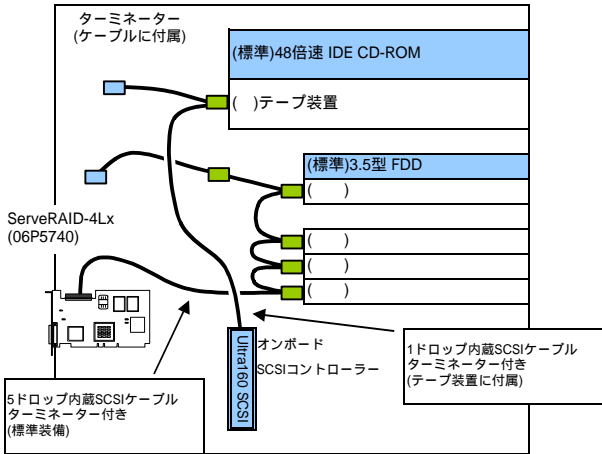 ターミネーター
(ケーブルに付属)
(標準)48倍速 IDE CD-ROM
(　)テープ装置
(標準)3.5型 FDD
(　　)
(　　)
(　　)
(　　)
ServeRAID-4Lx
(06P5740)
Ultra160 SCSI
オンボード
SCSIコントローラー
1ドロップ内蔵SCSIケーブル
ターミネーター付き
(テープ装置に付属)
5ドロップ内蔵SCSIケーブル
ターミネーター付き
(標準装備)